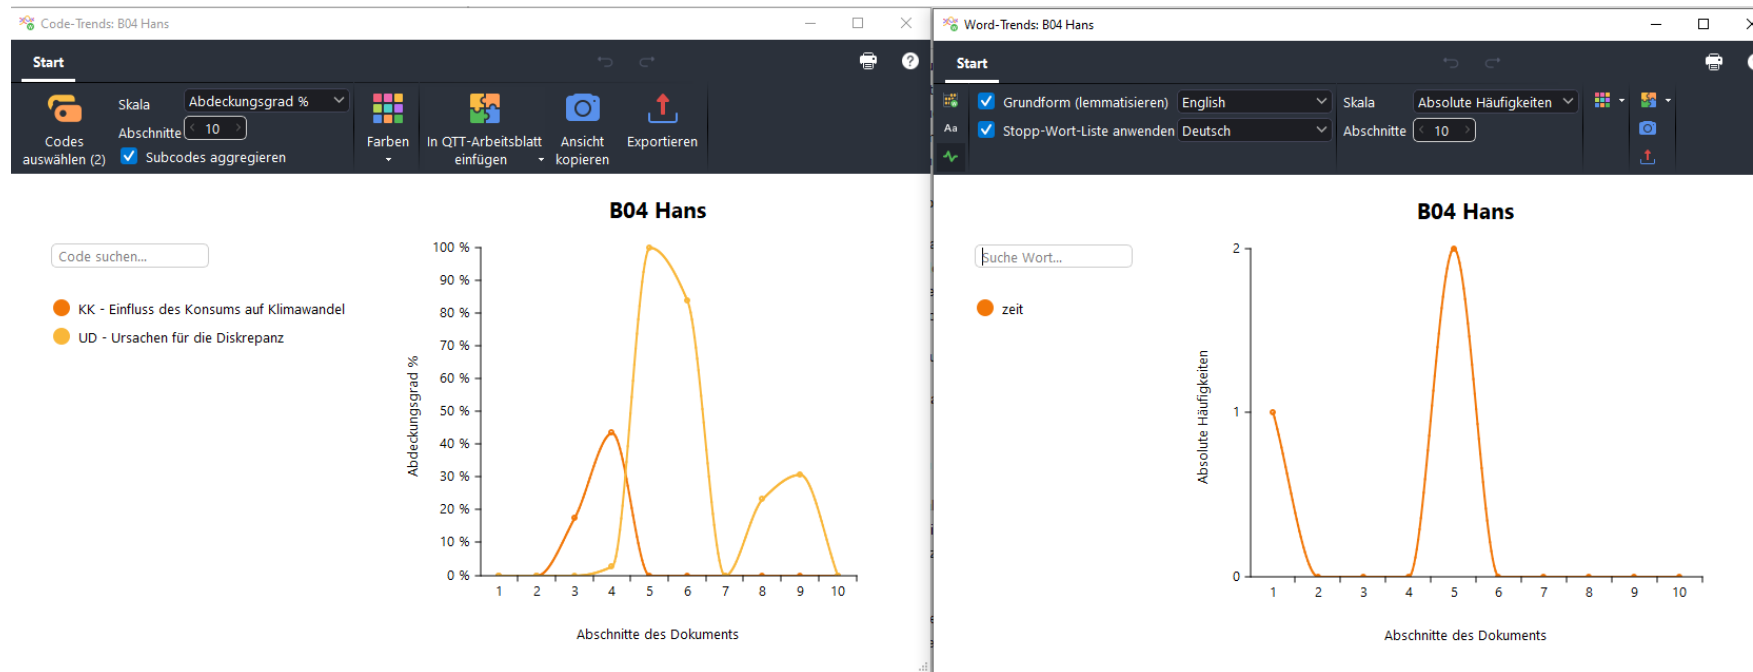 Code-Trends: B04 Hans
Start
Codes
auswählen (2)
Skala
Abdeckungsgrad %
Abschnitte
10
Subcodes aggregieren
Farben
In QTT-Arbeitsblatt
einfügen
Ansicht
kopieren
Exportieren
B04 Hans
Code suchen...
KK - Einfluss des Konsums auf Klimawandel
UD - Ursachen für die Diskrepanz
Abdeckungsgrad %
100 %
90 %
80 %
70 %
60 %
50 %
40 %
30 %
20 %
10 %
0 %
1 2 3 4 5 6 7 8 9 10
Abschnitte des Dokuments
Word-Trends: B04 Hans
Start
Aa
Grundform (lemmatisieren) English
Stopp-Wort-Liste anwenden Deutsch
Skala Absolute Häufigkeiten
Abschnitte 10
B04 Hans
Suche Wort...
zeit
Absolute Häufigkeiten
2
1
0
1 2 3 4 5 6 7 8 9 10
Abschnitte des Dokuments